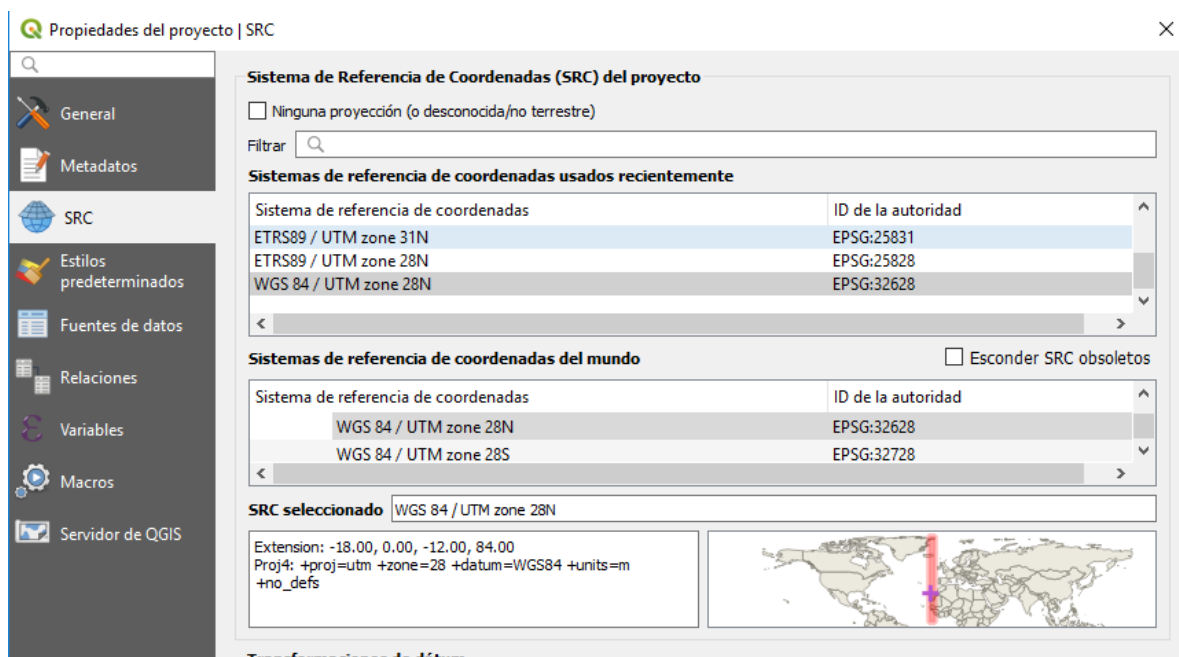 Propiedades del proyecto | SRC
General
Metadatos
SRC
Estilos
predeterminados
Fuentes de datos
Relaciones
Variables
Macros
Servidor de QGIS
Sistema de Referencia de Coordenadas (SRC) del proyecto
Ninguna proyección (o desconocida/no terrestre)
Filtrar
Sistemas de referencia de coordenadas usados recientemente
Sistema de referencia de coordenadas ID de la autoridad
ETRS89 / UTM zone 31N EPSG:25831
ETRS89 / UTM zone 28N EPSG:25828
WGS 84 / UTM zone 28N EPSG:32628
Sistemas de referencia de coordenadas del mundo Esconder SRC obsoletos
Sistema de referencia de coordenadas ID de la autoridad
WGS 84 / UTM zone 28N EPSG:32628
WGS 84 / UTM zone 28S EPSG:32728
SRC seleccionado WGS 84 / UTM zone 28N
Extension: -18.00, 0.00, -12.00, 84.00
Proj4: +proj=utm +zone=28 +datum=WGS84 +units=m
+no_defs
Transformaciones de dátum